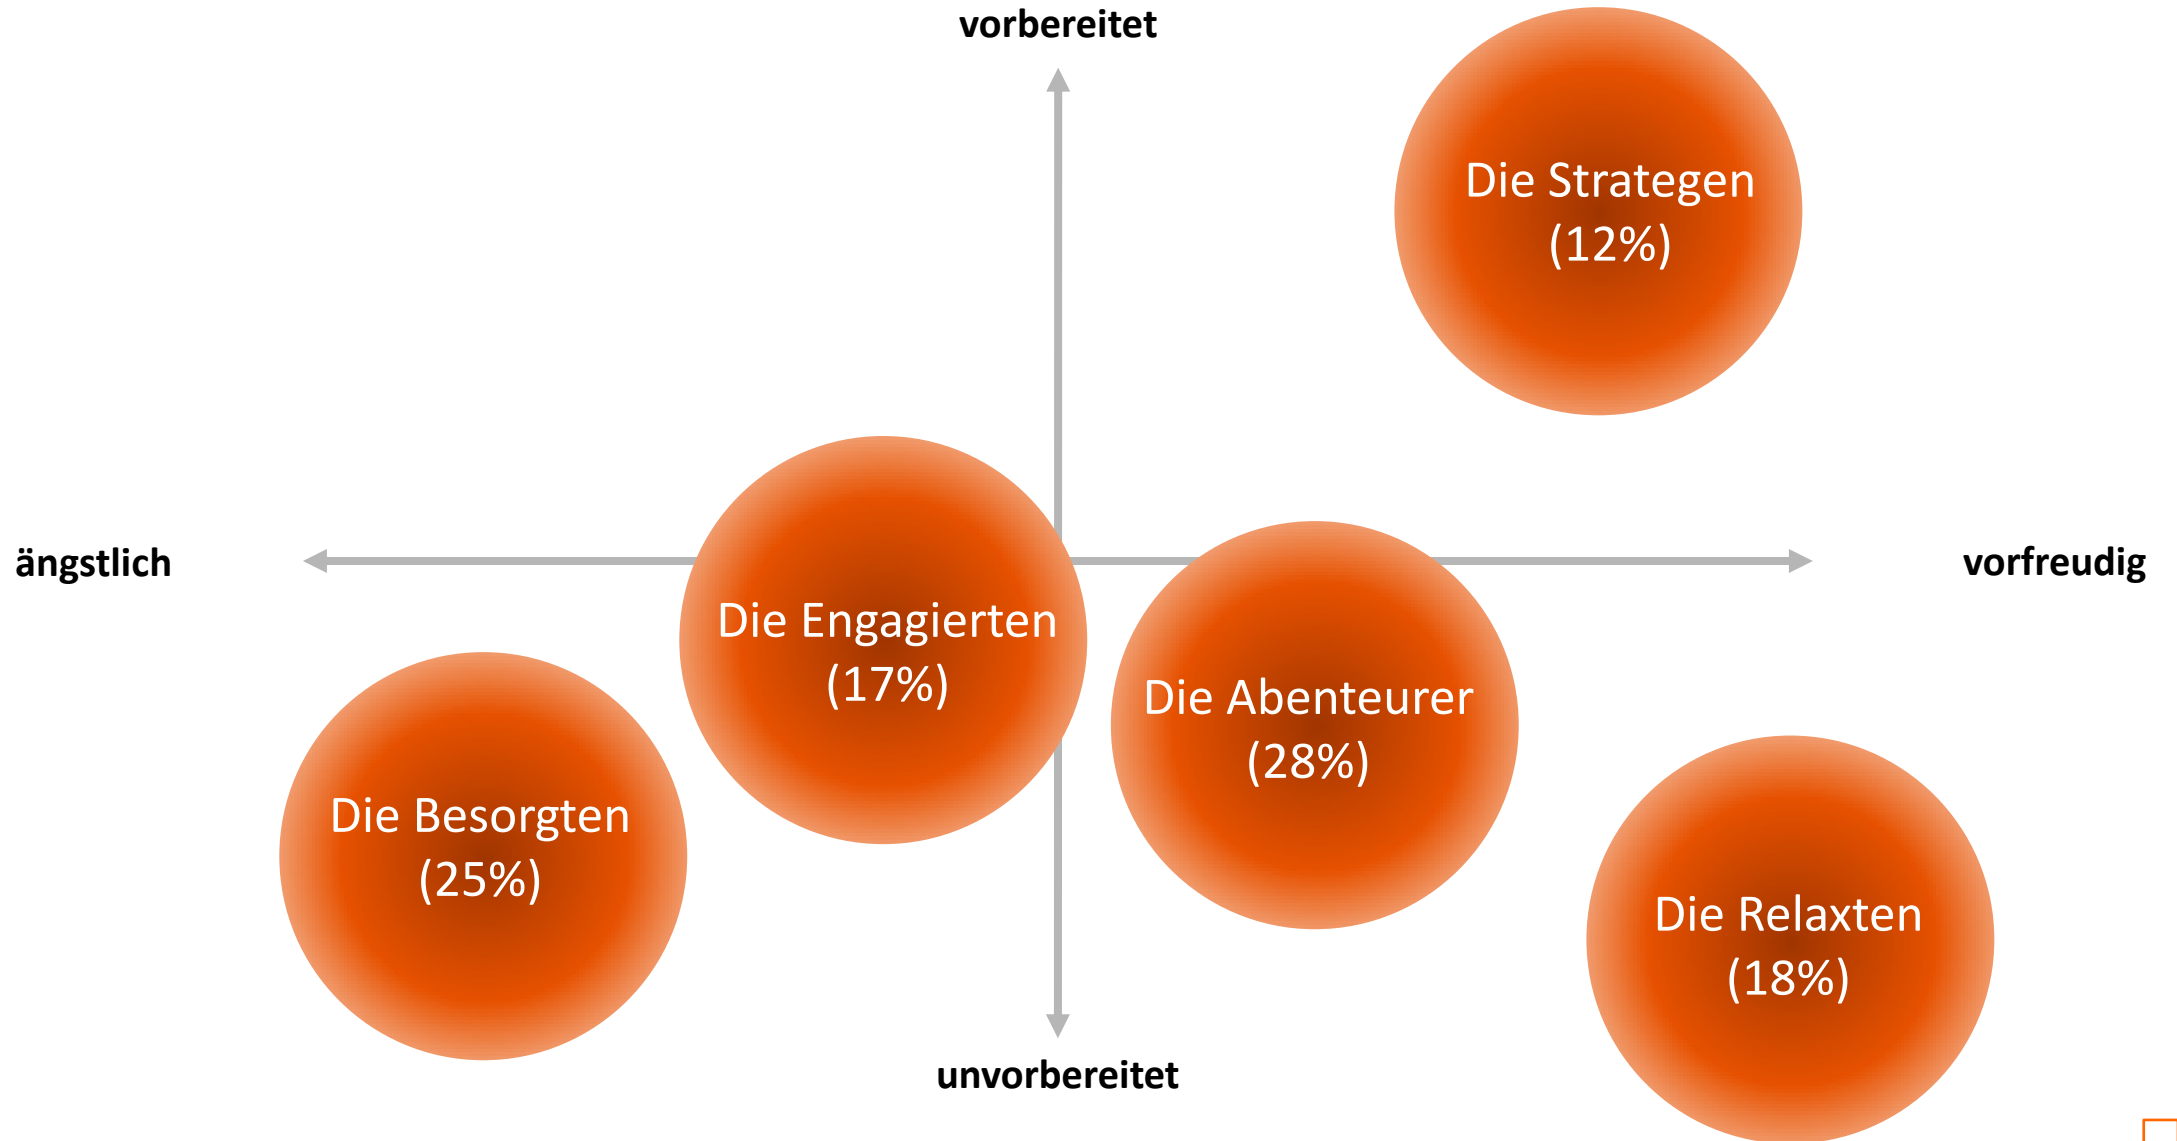 vorbereitet
Die Strategen
(12%)
ängstlich
vorfreudig
Die Engagierten
(17%)
Die Abenteurer
(28%)
Die Besorgten
(25%)
Die Relaxten
(18%)
unvorbereitet